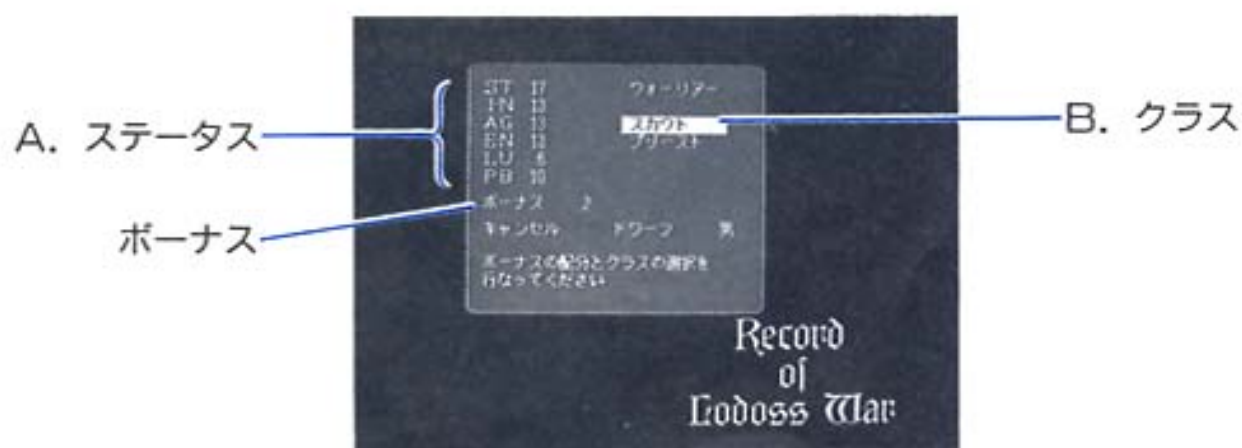 A. ステータス
ボーナス
ST 17
IN 13
AG 13
EN 13
LU 6
PB 10
ウォーリアー
スカウト
プリースト
ボーナス 2
キャンセル ドワーフ 男
ボーナスの配分とクラスの選択を
行なってください
B. クラス
Record
of
Lodoss War